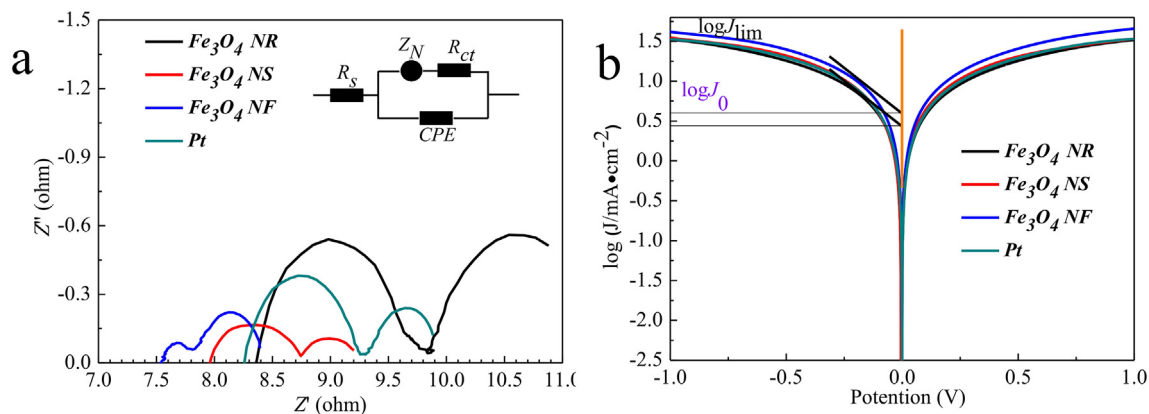 a
-1.5
-1.2
-0.9
-0.6
-0.3
0.0
Z'' (ohm)
7.0 7.5 8.0 8.5 9.0 9.5 10.0 10.5 11.0
Z' (ohm)
Fe3O4 NR
Fe3O4 NS
Fe3O4 NF
Pt
Rs
ZN
Rct
CPE
b
1.5
1.0
0.5
0.0
-0.5
-1.0
-1.5
-2.0
-2.5
log (J/mA•cm-2)
-1.0 -0.5 0.0 0.5 1.0
Potention (V)
logJlim
logJ0
Fe3O4 NR
Fe3O4 NS
Fe3O4 NF
Pt